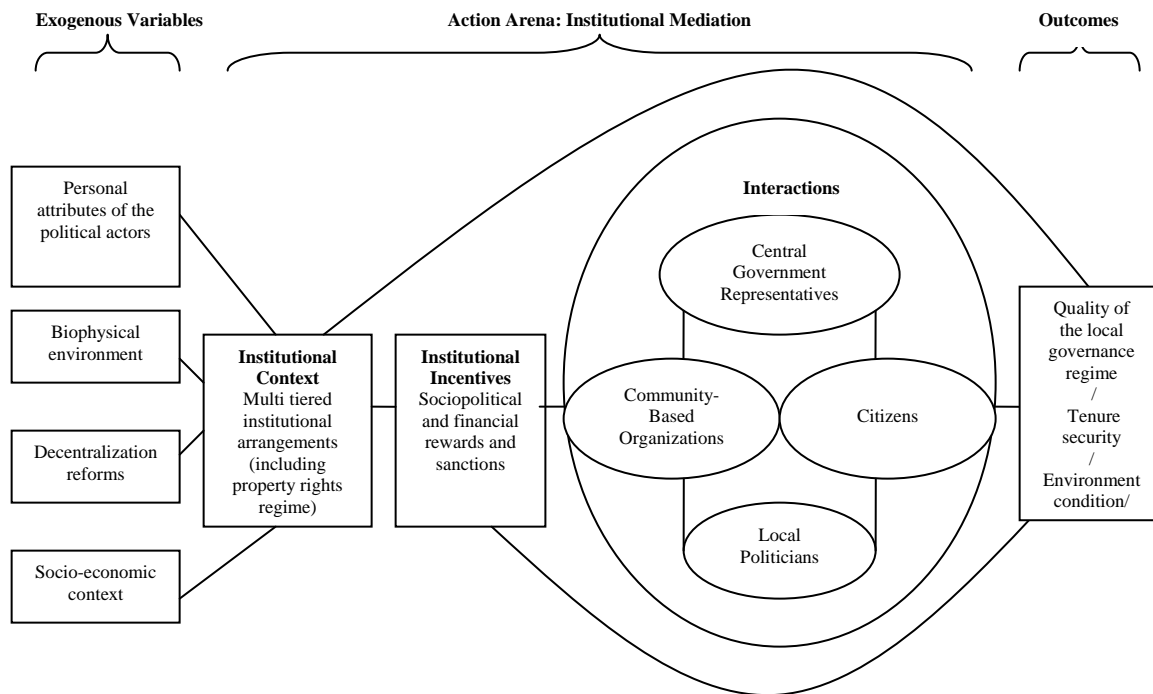 Exogenous Variables
Action Arena: Institutional Mediation
Outcomes
Personal
attributes of the
political actors
Biophysical
environment
Decentralization
reforms
Socio-economic
context
Institutional
Context
Multi tiered
institutional
arrangements
(including
property rights
regime)
Institutional
Incentives
Sociopolitical
and financial
rewards and
sanctions
Interactions
Central
Government
Representatives
Community-
Based
Organizations
Citizens
Local
Politicians
Quality of
the local
governance
regime
/
Tenure
security
/
Environment
condition/